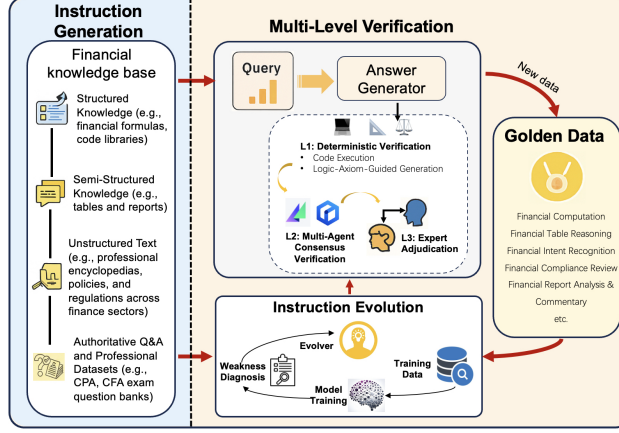 Instruction
Generation
Financial
knowledge base
Structured
Knowledge (e.g.,
financial formulas,
code libraries)
Semi-Structured
Knowledge (e.g.,
tables and reports)
Unstructured Text
(e.g., professional
encyclopedias,
policies, and
regulations across
finance sectors)
Authoritative Q&A
and Professional
Datasets (e.g.,
CPA, CFA exam
question banks)
Multi-Level Verification
Query
Answer
Generator
L1: Deterministic Verification
• Code Execution
• Logic-Axiom-Guided Generation
L2: Multi-Agent
Consensus
Verification
L3: Expert
Adjudication
New data
Golden Data
Financial Computation
Financial Table Reasoning
Financial Intent Recognition
Financial Compliance Review
Financial Report Analysis &
Commentary
etc.
Instruction Evolution
Evolver
Weakness
Diagnosis
Model
Training
Training
Data